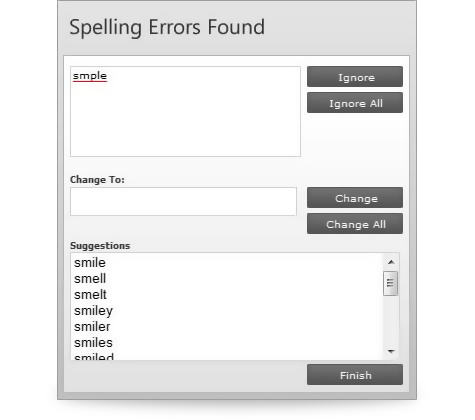 Spelling Errors Found
smple
Ignore
Ignore All
Change To:
Change
Change All
Suggestions
smile
smell
smelt
smiley
smiler
smiles
smiled
Finish